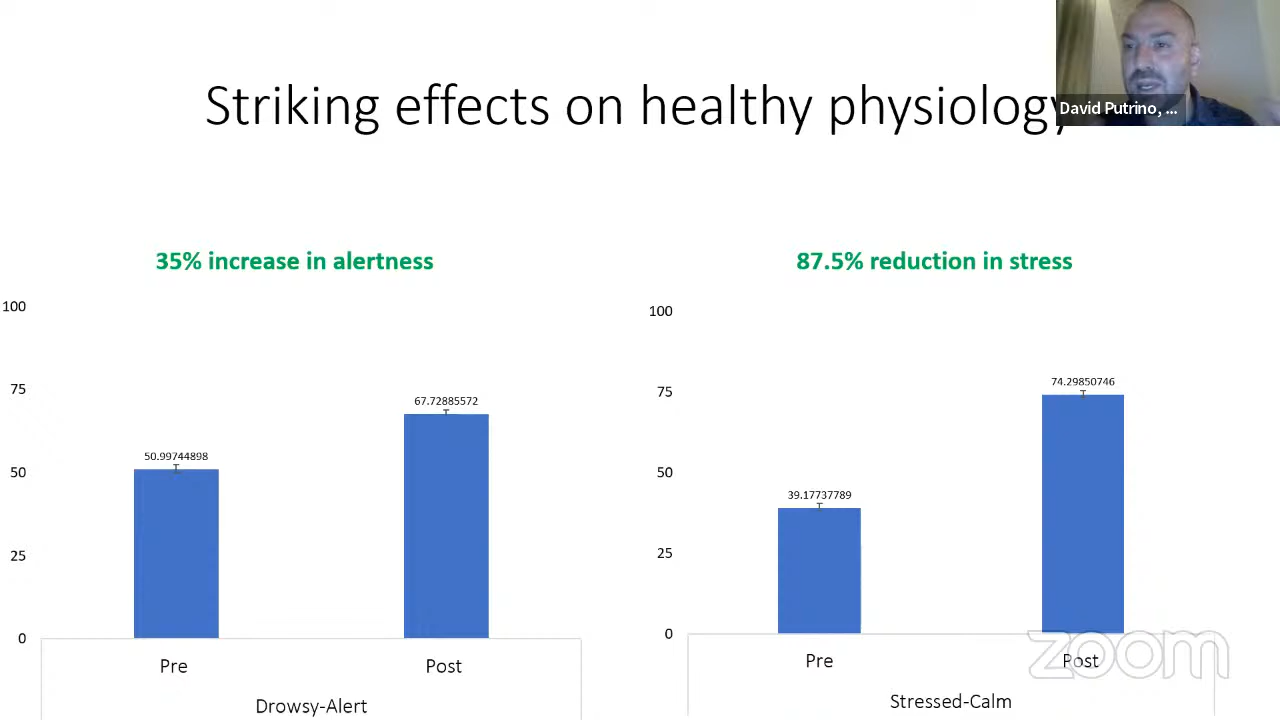 Striking effects on healthy physiology
David Putrino, ...
35% increase in alertness
100
75
50
25
0
50.99744898
67.72885572
Pre
Post
Drowsy-Alert
87.5% reduction in stress
100
75
50
25
0
39.17737789
74.29850746
Pre
Post
Stressed-Calm
zoom